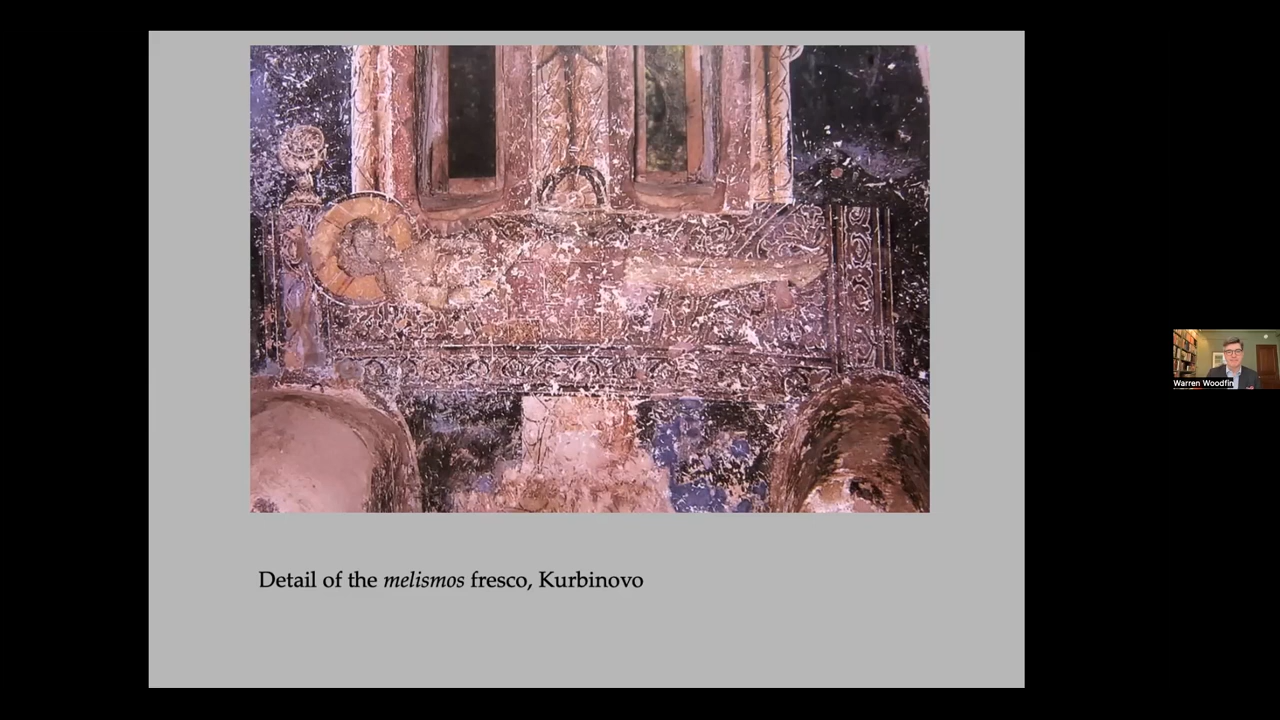 Detail of the melismos fresco, Kurbinovo
Warren Woodfin